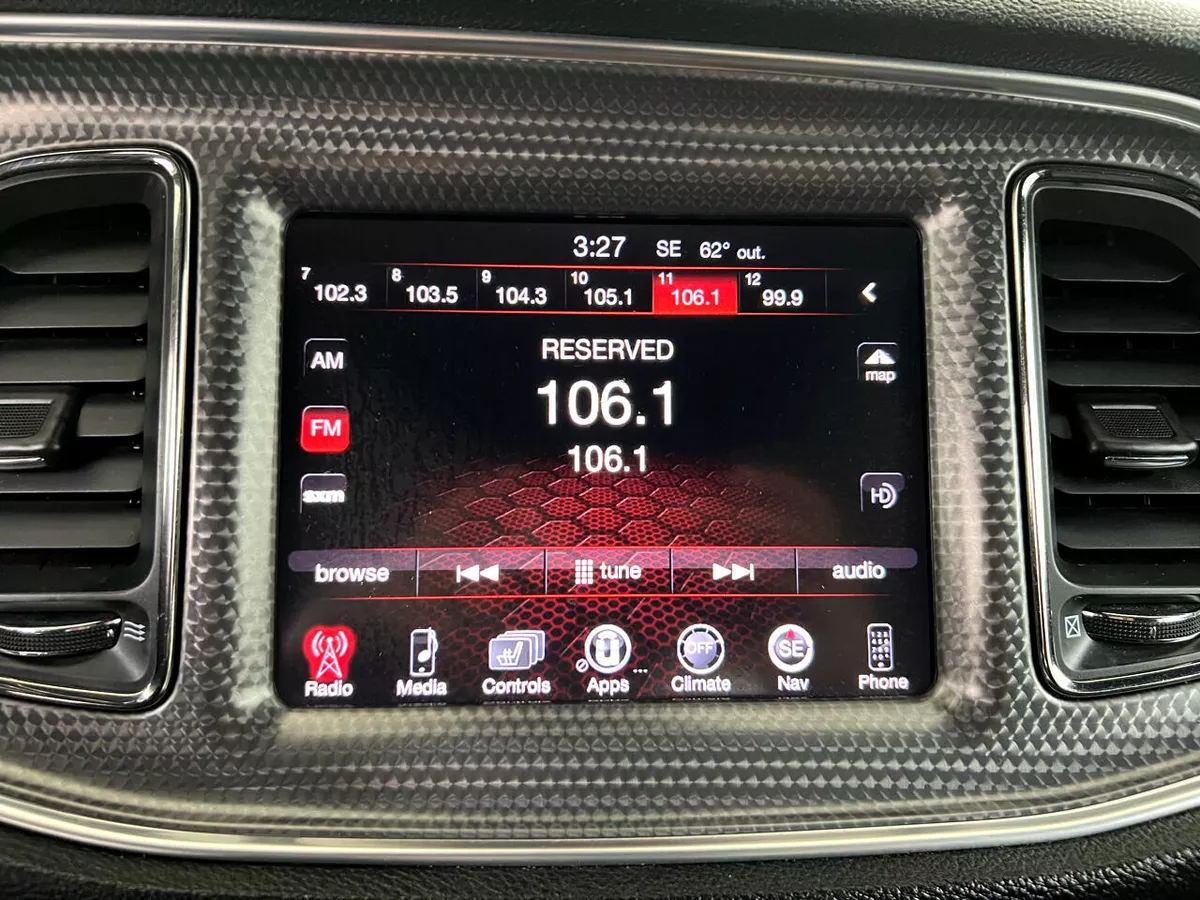 3:27 SE 62° out.
7 102.3 8 103.5 9 104.3 10 105.1 11 106.1 12 99.9
RESERVED
AM 106.1 map
FM 106.1
sxm HD
browse tune audio
OFF SE
Radio Media Controls Apps ... Climate Nav Phone